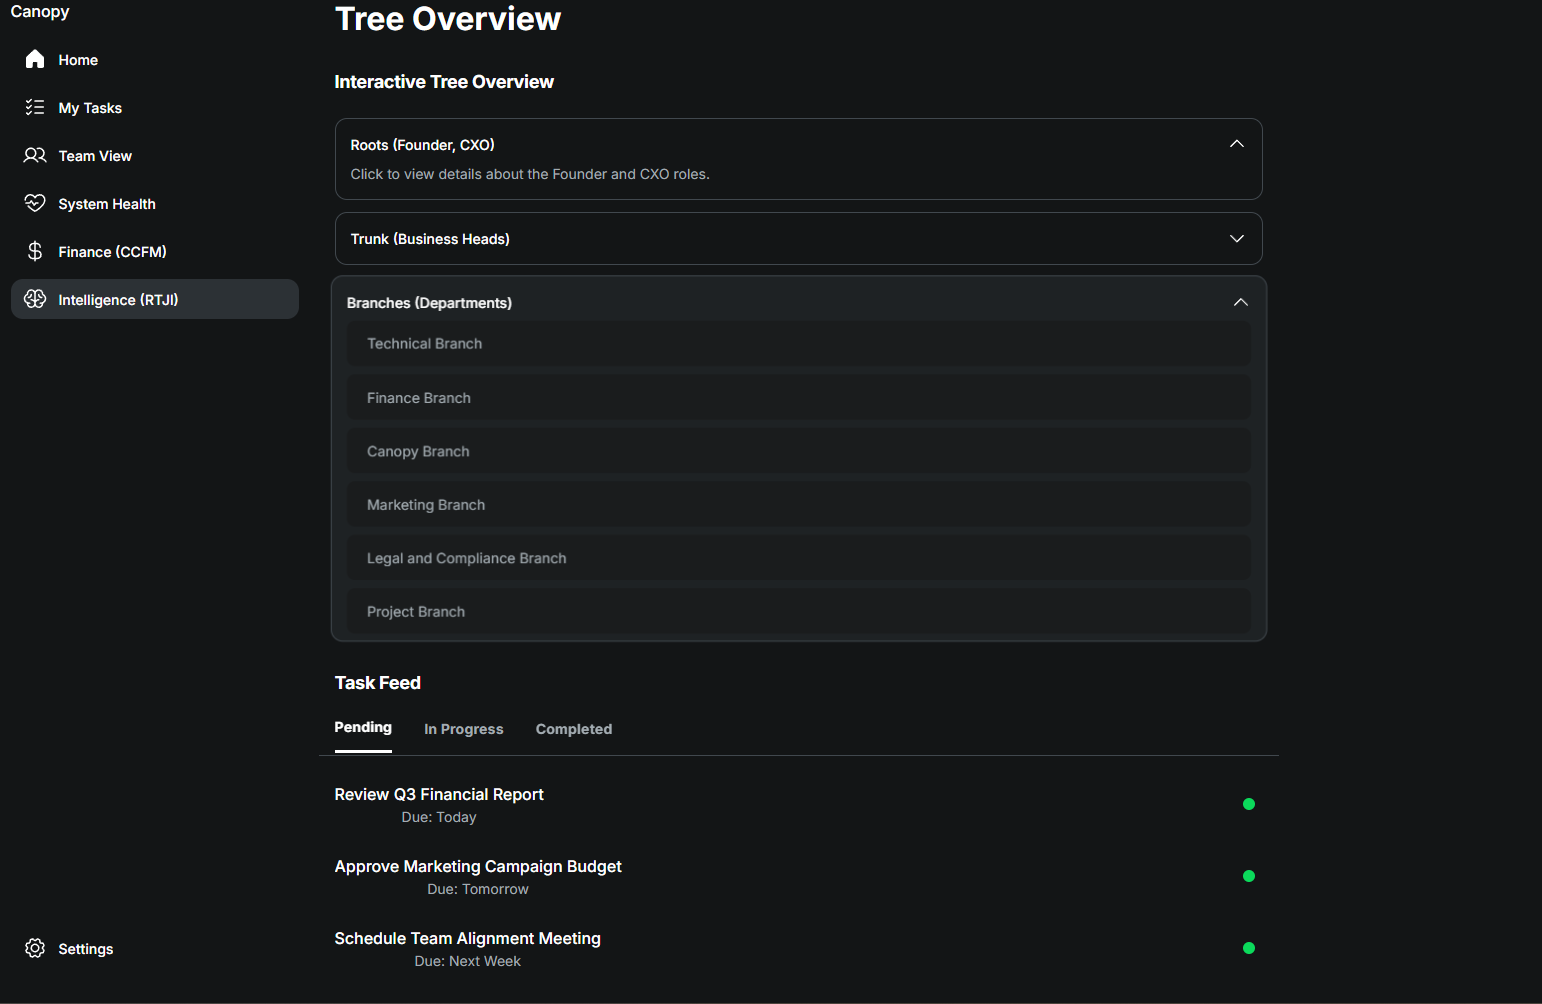 Canopy
Home
My Tasks
Team View
System Health
Finance (CCFM)
Intelligence (RTJI)
Settings
Tree Overview
Interactive Tree Overview
Roots (Founder, CXO)
Click to view details about the Founder and CXO roles.
Trunk (Business Heads)
Branches (Departments)
Technical Branch
Finance Branch
Canopy Branch
Marketing Branch
Legal and Compliance Branch
Project Branch
Task Feed
Pending In Progress Completed
Review Q3 Financial Report
Due: Today
Approve Marketing Campaign Budget
Due: Tomorrow
Schedule Team Alignment Meeting
Due: Next Week